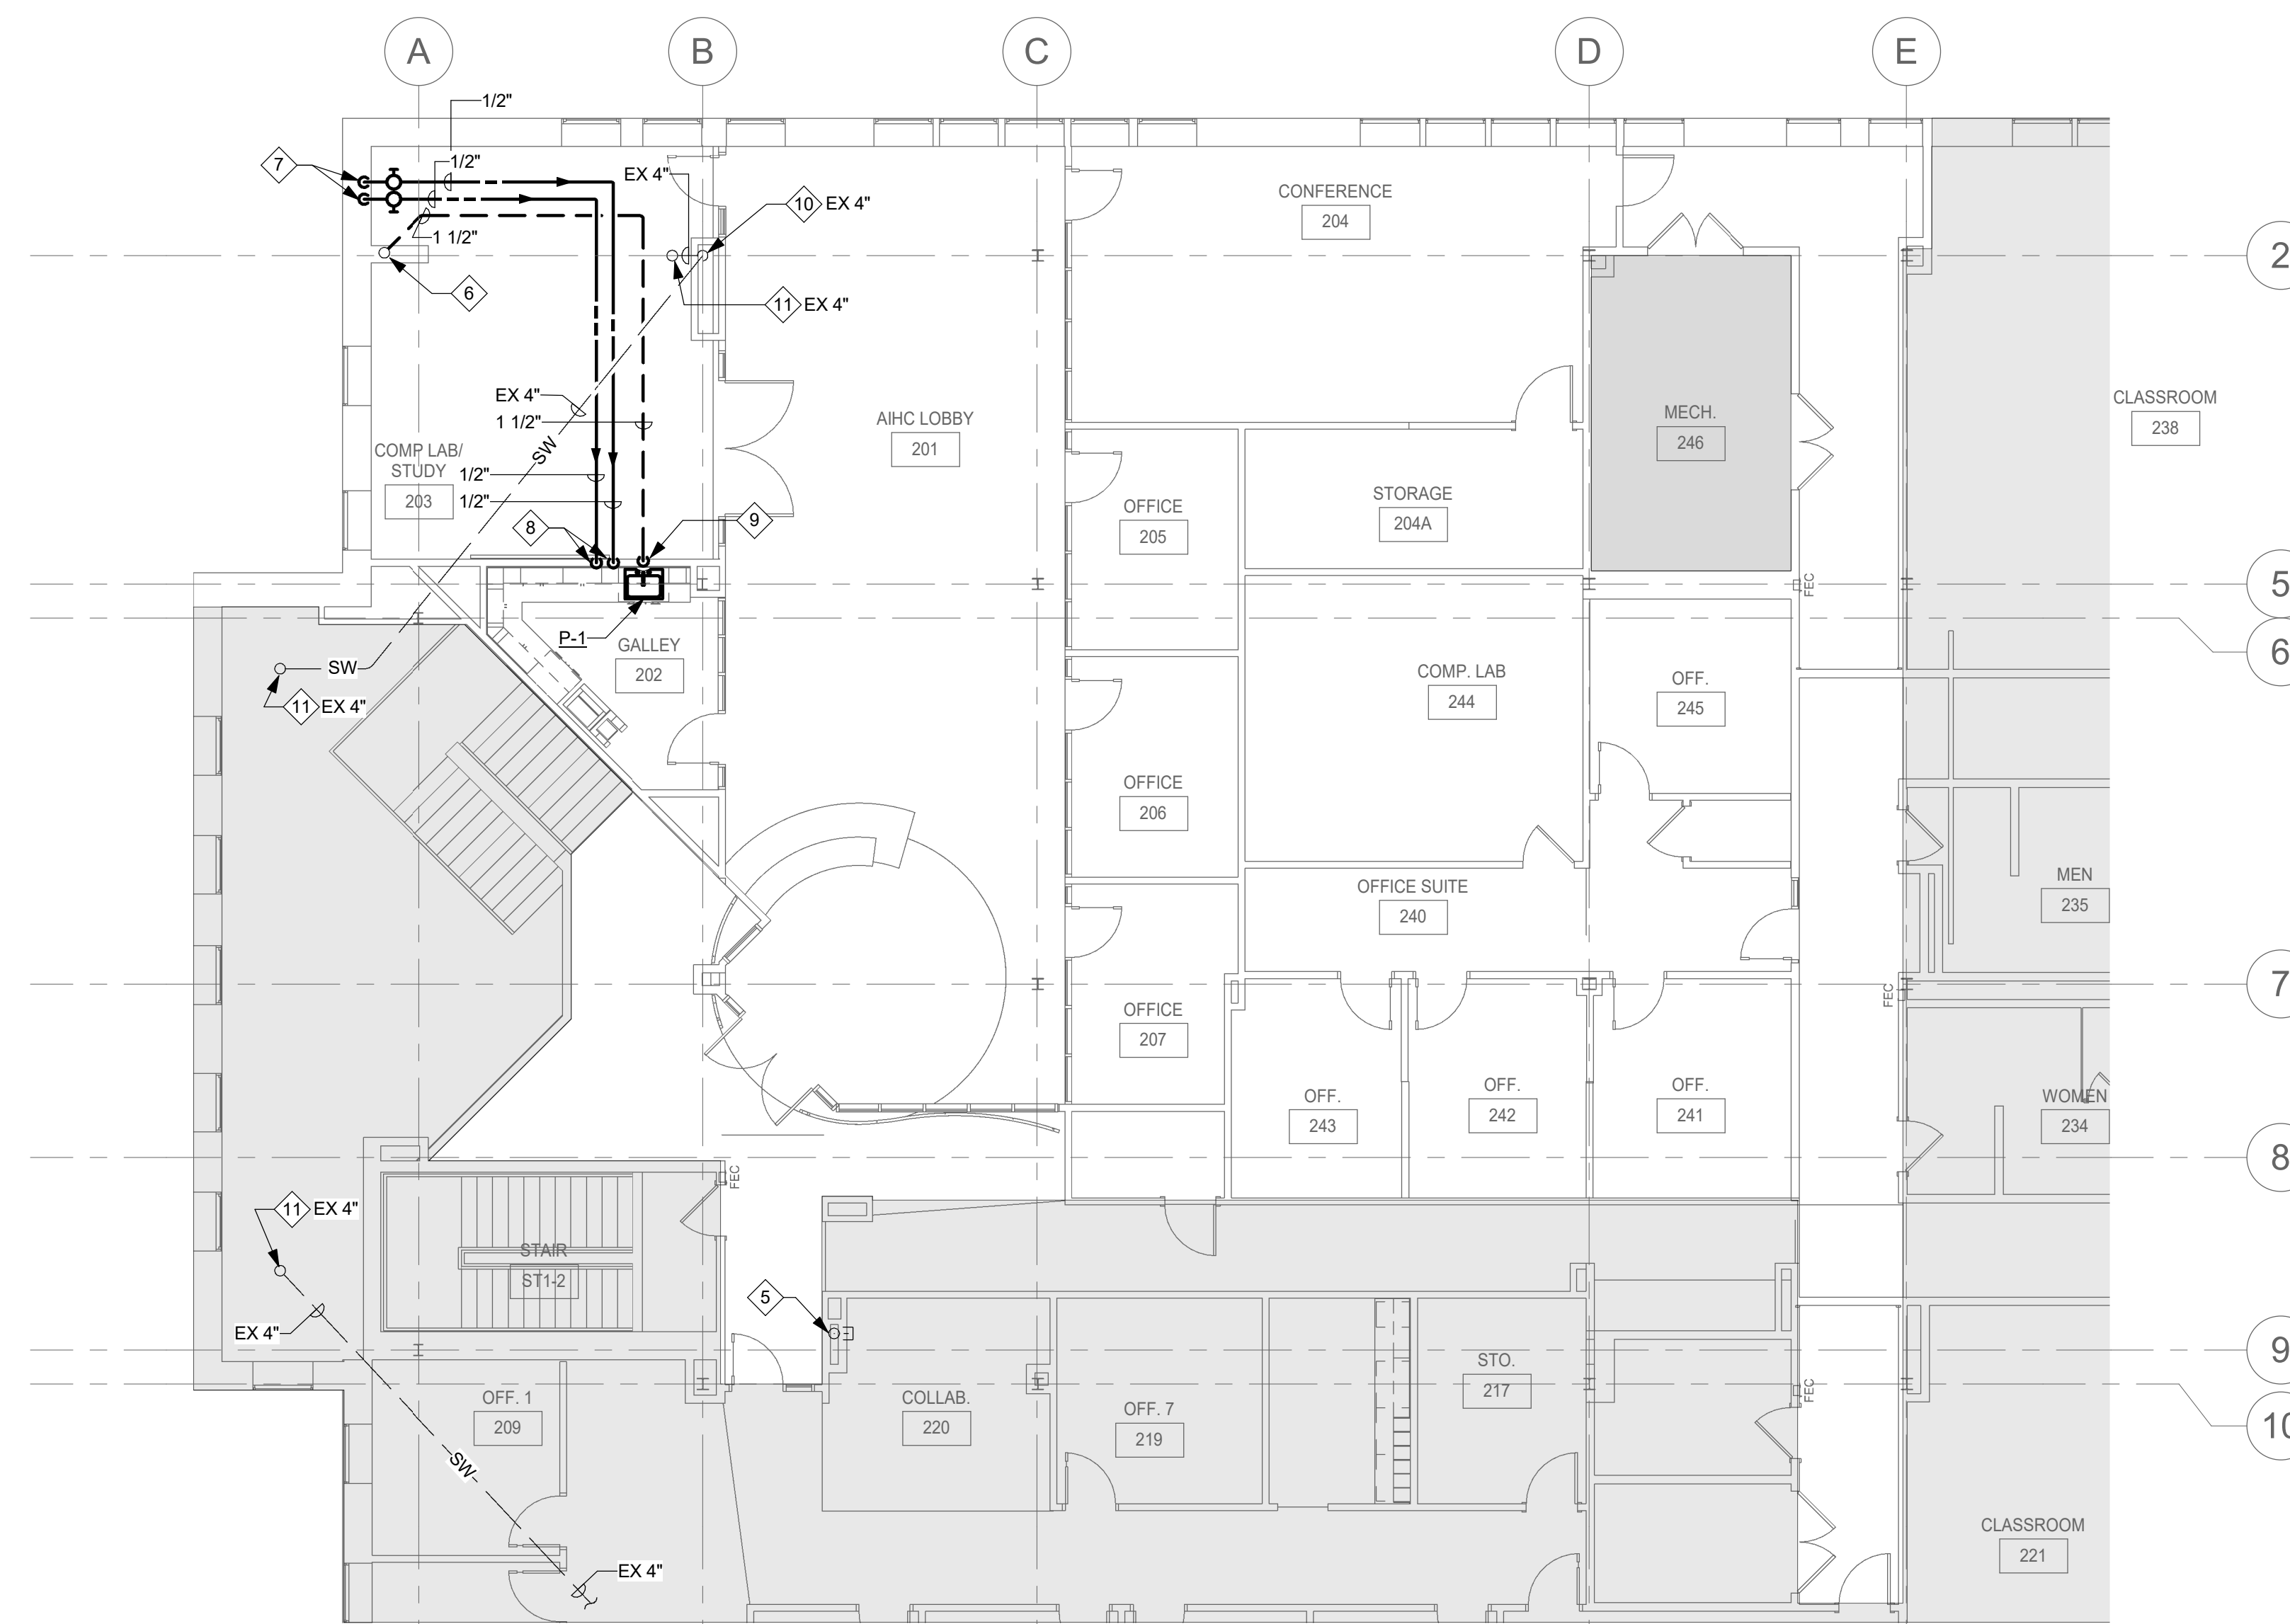 A
B
C
D
E
1/2"
1/2"
7
EX 4"
10 EX 4"
CONFERENCE
204
1 1/2"
2
6
11 EX 4"
EX 4"
1 1/2"
SW
COMP LAB/
STUDY
203
1/2"
1/2"
AIHC LOBBY
201
MECH.
246
CLASSROOM
238
STORAGE
204A
OFFICE
205
8
9
5
FEC
P-1
GALLEY
202
6
SW
11 EX 4"
COMP. LAB
244
OFF.
245
OFFICE
206
OFFICE SUITE
240
MEN
235
7
FEC
OFFICE
207
OFF.
243
OFF.
242
OFF.
241
WOMEN
234
8
FEC
11 EX 4"
STAIR
ST1-2
5
EX 4"
9
STO.
217
FEC
OFF. 1
209
COLLAB.
220
OFF. 7
219
10
SW
CLASSROOM
221
EX 4"